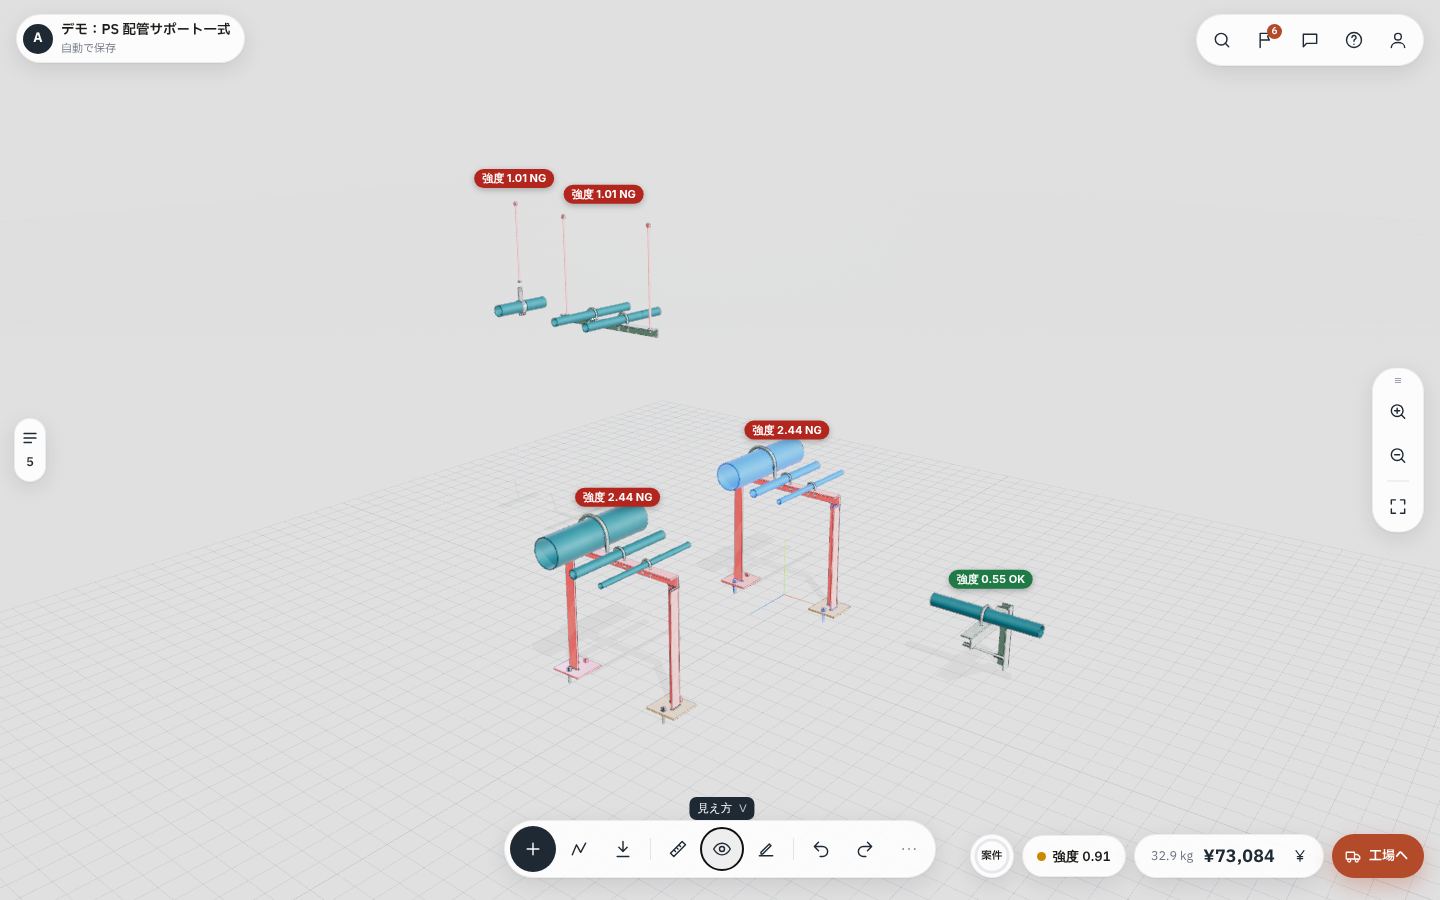 A
デモ：PS 配管サポート一式
自動で保存
6
強度 1.01 NG
強度 1.01 NG
強度 2.44 NG
強度 2.44 NG
強度 0.55 OK
5
見え方 V
案件
強度 0.91
32.9 kg ¥73,084 ¥
工場へ